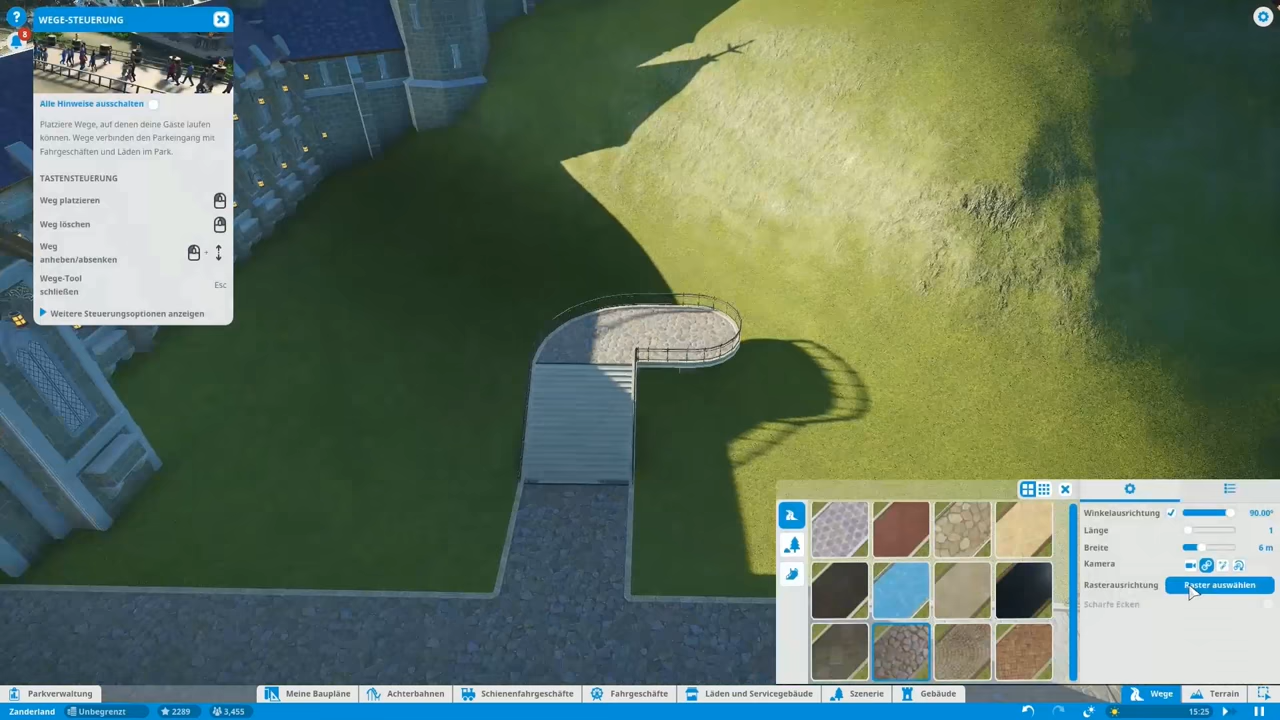 WEGE-STEUERUNG
8
Alle Hinweise ausschalten
Platziere Wege, auf denen deine Gäste laufen
können. Wege verbinden den Parkeingang mit
Fahrgeschäften und Läden im Park.
TASTENSTEUERUNG
Weg platzieren
Weg löschen
Weg
anheben/absenken
Wege-Tool
schließen
Esc
Weitere Steuerungsoptionen anzeigen
Winkelausrichtung 90.00°
Länge 1
Breite 6 m
Kamera
Rasterausrichtung Raster auswählen
Scharfe Ecken
Parkverwaltung Meine Baupläne Achterbahnen Schienenfahrgeschäfte Fahrgeschäfte Läden und Servicegebäude Szenerie Gebäude Wege Terrain
Zanderland Unbegrenzt 2289 3,455 15:25